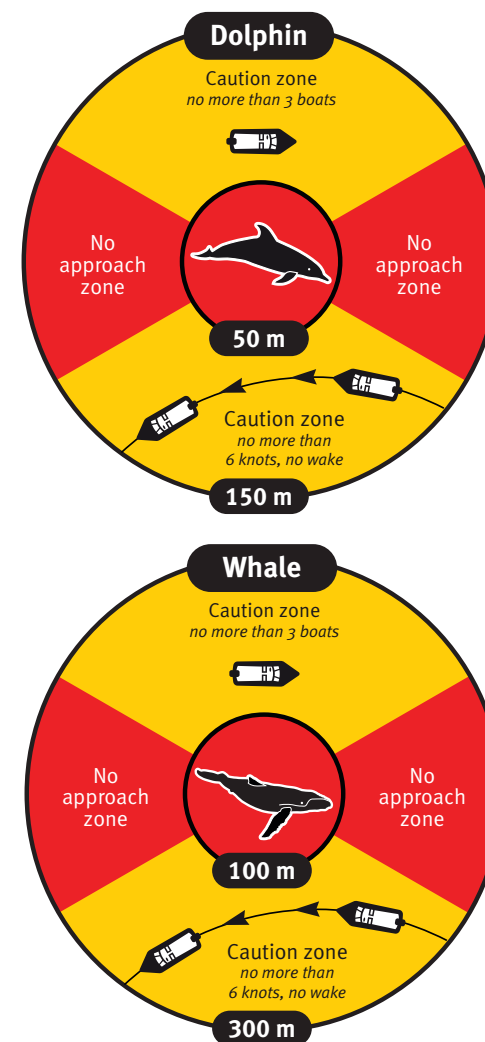 Dolphin
Caution zone
no more than 3 boats
No
approach
zone
No
approach
zone
50 m
Caution zone
no more than
6 knots, no wake
150 m
Whale
Caution zone
no more than 3 boats
No
approach
zone
No
approach
zone
100 m
Caution zone
no more than
6 knots, no wake
300 m